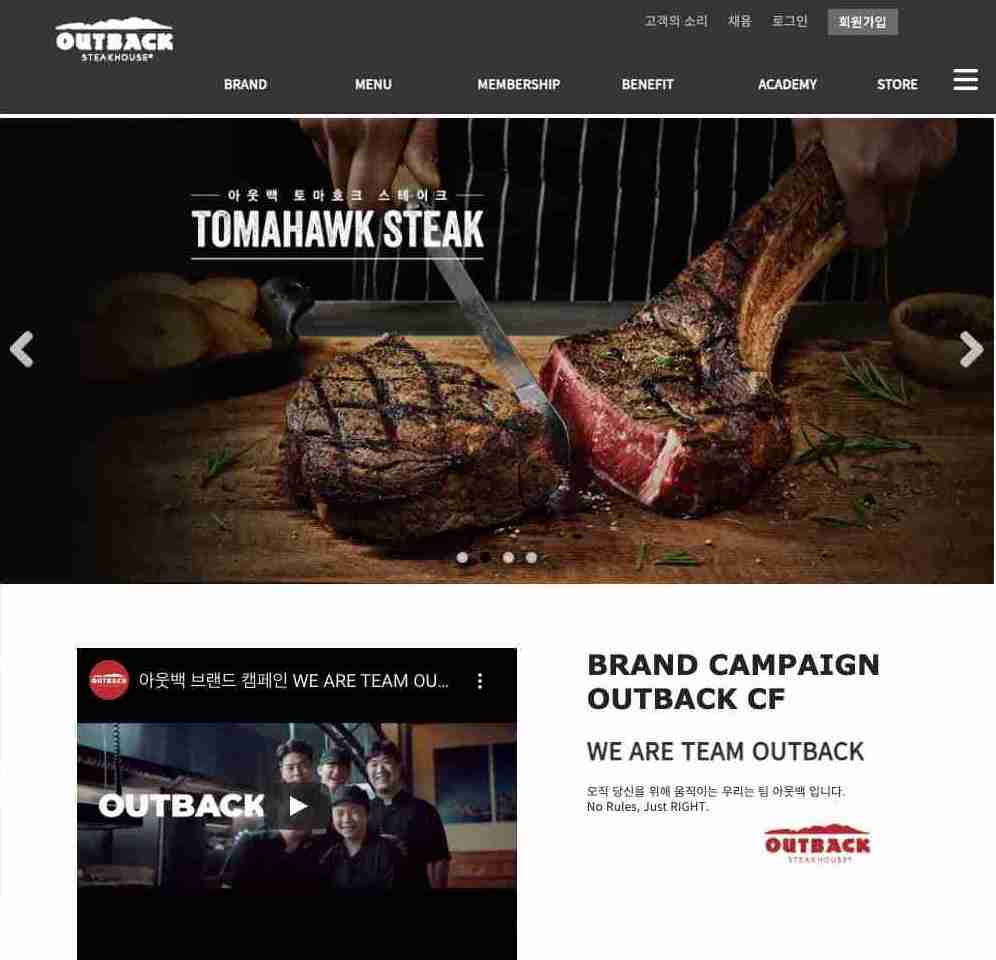 OUTBACK
STEAKHOUSE®
고객의 소리 채용 로그인 회원가입
BRAND MENU MEMBERSHIP BENEFIT ACADEMY STORE
아웃백 토마호크 스테이크
TOMAHAWK STEAK
OUTBACK
아웃백 브랜드 캠페인 WE ARE TEAM OU...
OUTBACK
BRAND CAMPAIGN
OUTBACK CF
WE ARE TEAM OUTBACK
오직 당신을 위해 움직이는 우리는 팀 아웃백 입니다.
No Rules, Just RIGHT.
OUTBACK
STEAKHOUSE®